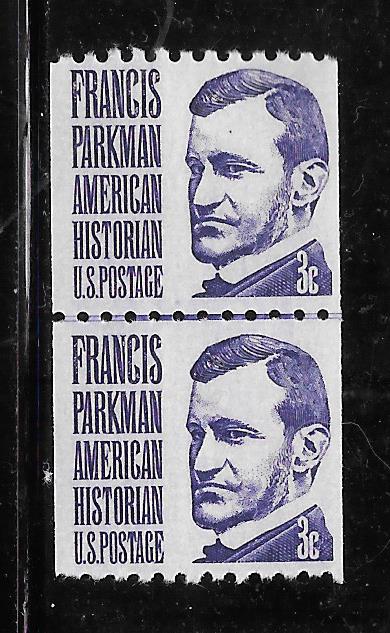 FRANCIS
PARKMAN
AMERICAN
HISTORIAN
U.S.POSTAGE
3c
FRANCIS
PARKMAN
AMERICAN
HISTORIAN
U.S.POSTAGE
3c